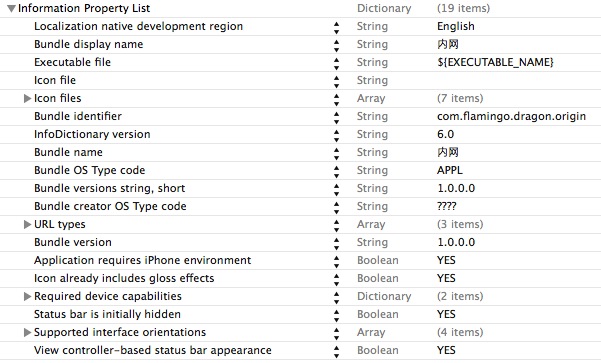 Information Property List Dictionary (19 items)
Localization native development region String English
Bundle display name String 内网
Executable file String ${EXECUTABLE_NAME}
Icon file String
Icon files Array (7 items)
Bundle identifier String com.flamingo.dragon.origin
InfoDictionary version String 6.0
Bundle name String 内网
Bundle OS Type code String APPL
Bundle versions string, short String 1.0.0.0
Bundle creator OS Type code String ????
URL types Array (3 items)
Bundle version String 1.0.0.0
Application requires iPhone environment Boolean YES
Icon already includes gloss effects Boolean YES
Required device capabilities Dictionary (2 items)
Status bar is initially hidden Boolean YES
Supported interface orientations Array (4 items)
View controller-based status bar appearance Boolean YES